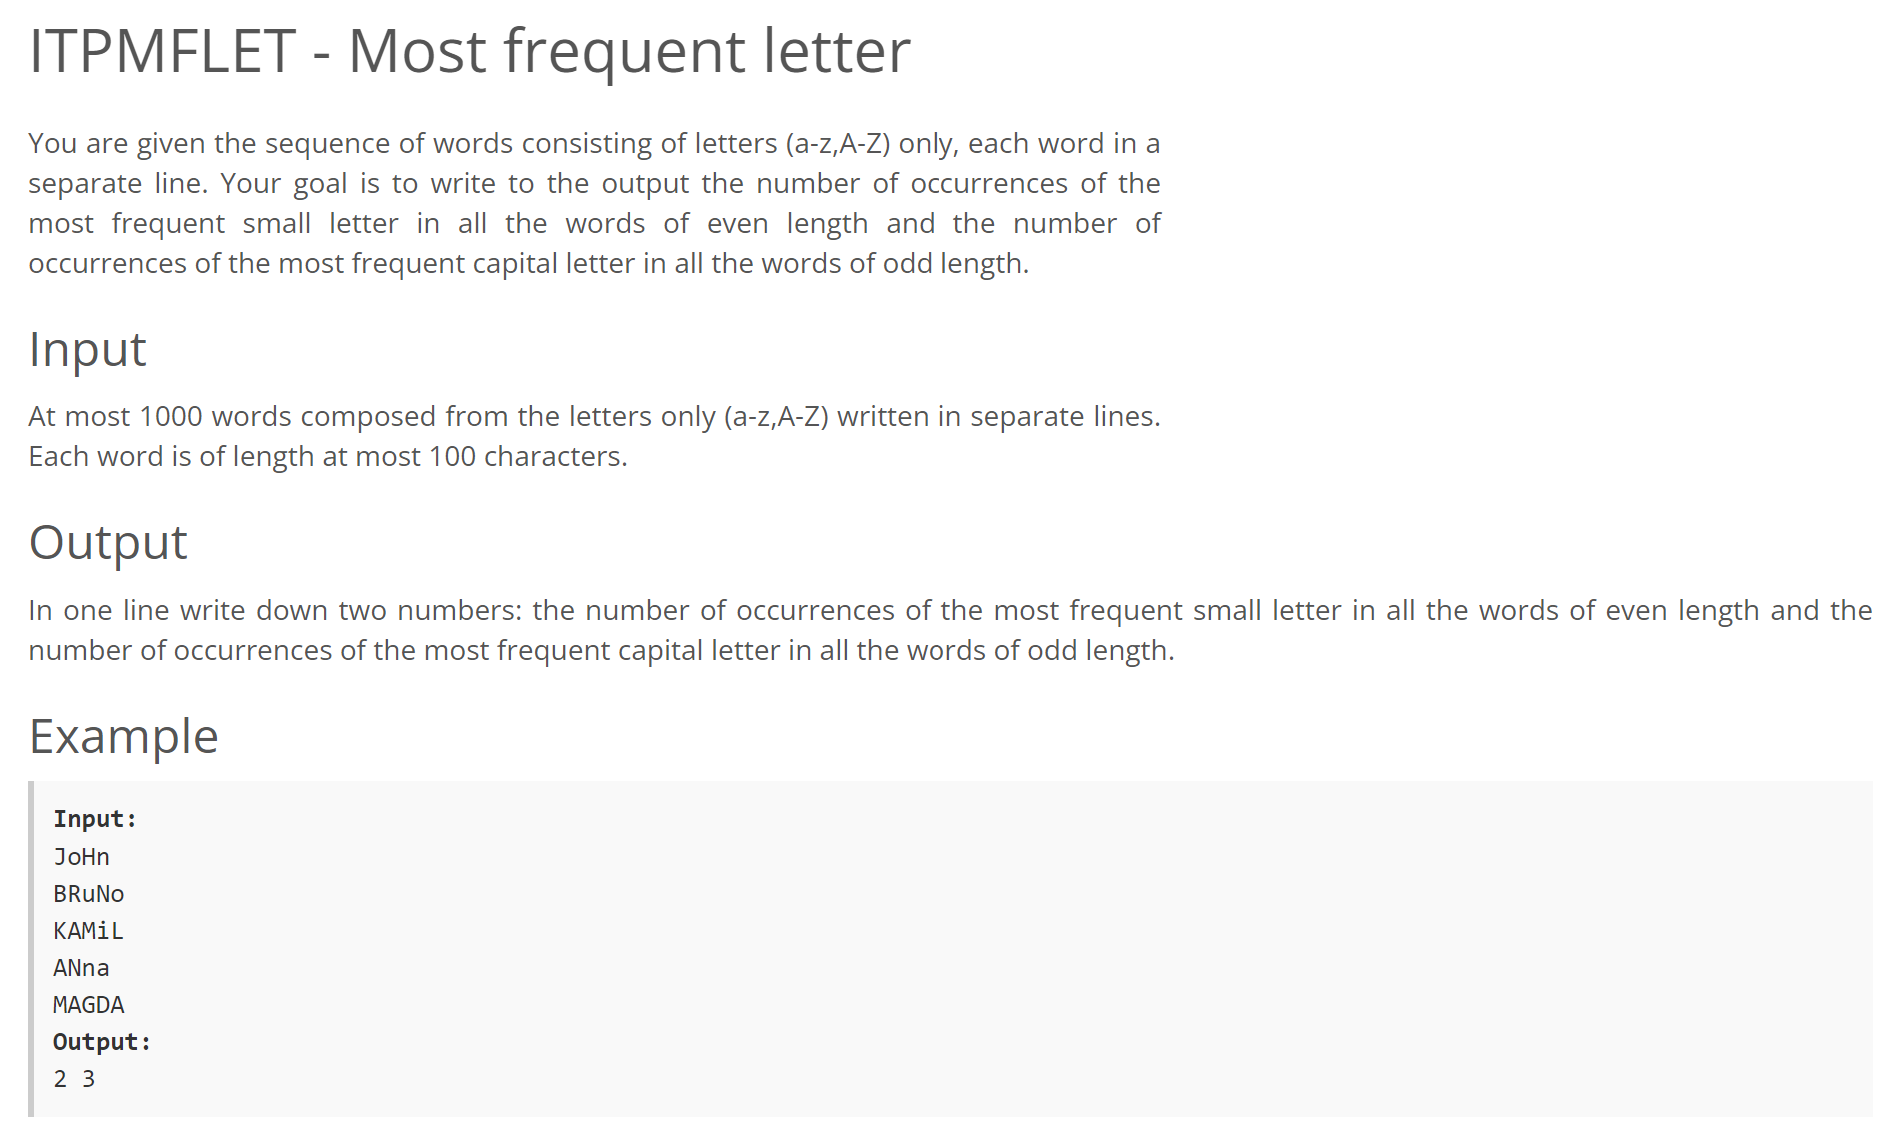 ITPMFLET - Most frequent letter
You are given the sequence of words consisting of letters (a-z,A-Z) only, each word in a
separate line. Your goal is to write to the output the number of occurrences of the
most frequent small letter in all the words of even length and the number of
occurrences of the most frequent capital letter in all the words of odd length.
Input
At most 1000 words composed from the letters only (a-z,A-Z) written in separate lines.
Each word is of length at most 100 characters.
Output
In one line write down two numbers: the number of occurrences of the most frequent small letter in all the words of even length and the
number of occurrences of the most frequent capital letter in all the words of odd length.
Example
Input:
JoHn
BRuNo
KAMiL
ANna
MAGDA
Output:
2 3